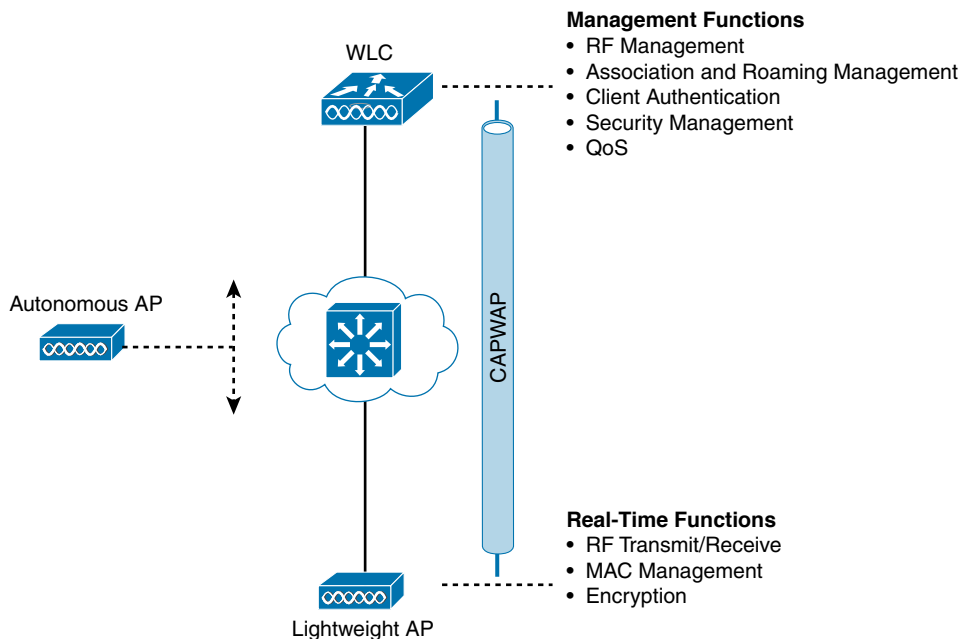 Management Functions
• RF Management
• Association and Roaming Management
• Client Authentication
• Security Management
• QoS
WLC
Autonomous AP
CAPWAP
Real-Time Functions
• RF Transmit/Receive
• MAC Management
• Encryption
Lightweight AP